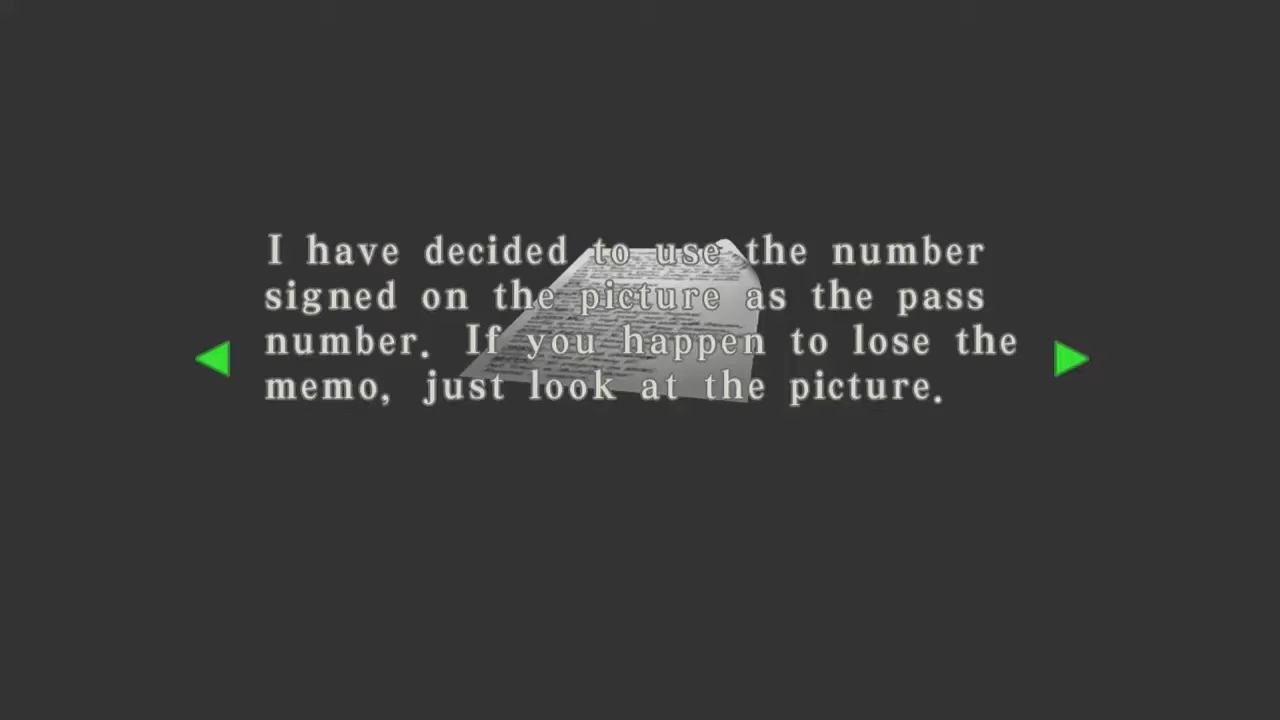 I have decided to use the number
signed on the picture as the pass
number. If you happen to lose the
memo, just look at the picture.